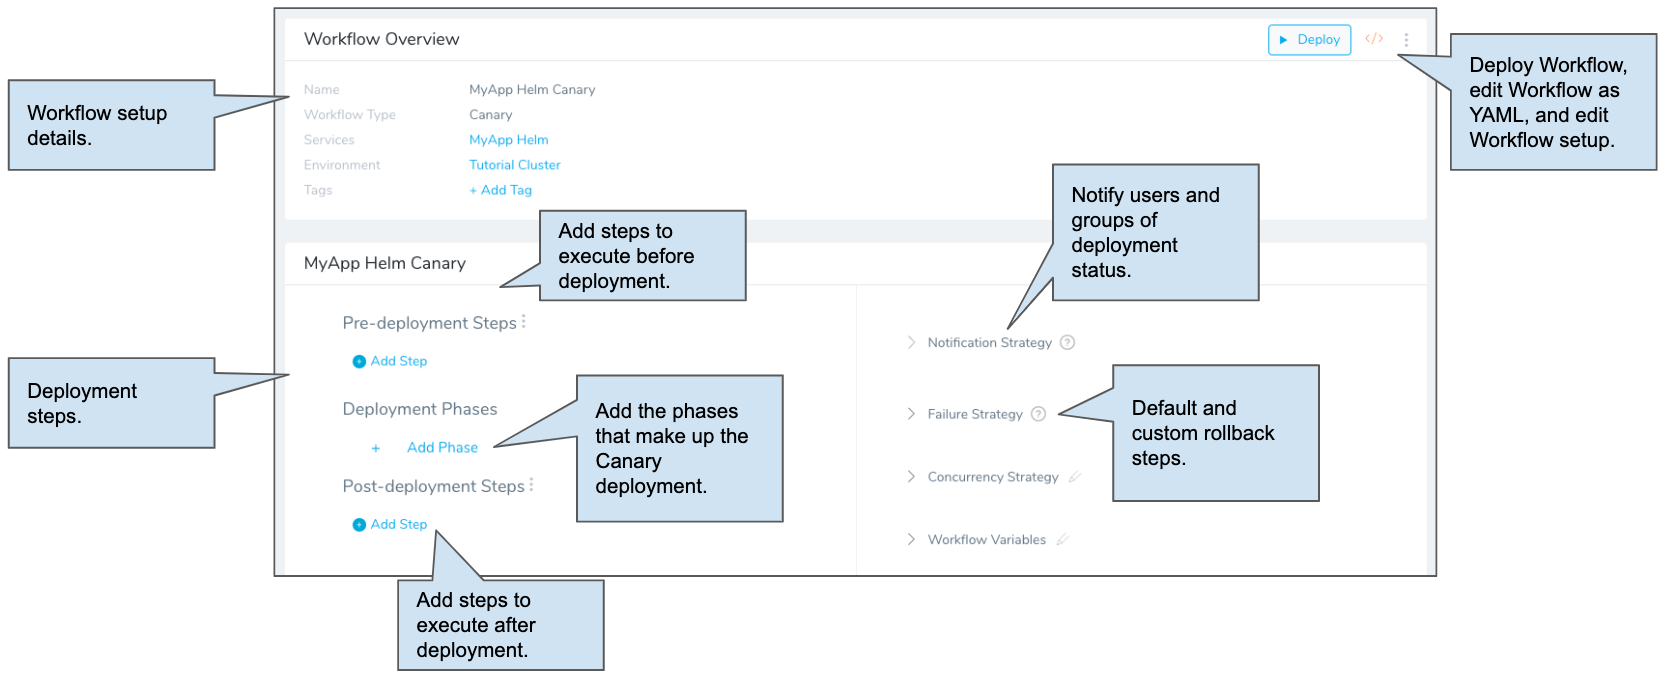 Workflow Overview
Deploy
</>
Deploy Workflow,
edit Workflow as
YAML, and edit
Workflow setup.
Workflow setup
details.
Name MyApp Helm Canary
Workflow Type Canary
Services MyApp Helm
Environment Tutorial Cluster
Tags + Add Tag
Notify users and
groups of
deployment
status.
Add steps to
execute before
deployment.
MyApp Helm Canary
Pre-deployment Steps
+ Add Step
Deployment
steps.
Deployment Phases
+ Add Phase
Add the phases
that make up the
Canary
deployment.
Post-deployment Steps
+ Add Step
Add steps to
execute after
deployment.
Notification Strategy ?
Failure Strategy ?
Default and
custom rollback
steps.
Concurrency Strategy
Workflow Variables